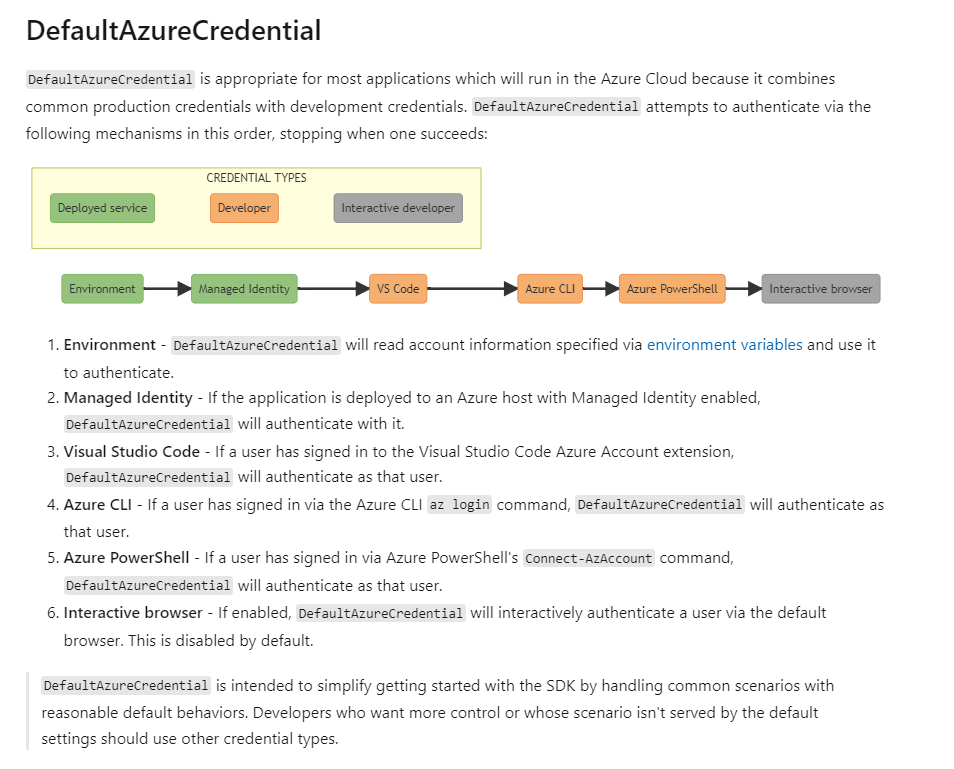 DefaultAzureCredential
DefaultAzureCredential is appropriate for most applications which will run in the Azure Cloud because it combines
common production credentials with development credentials. DefaultAzureCredential attempts to authenticate via the
following mechanisms in this order, stopping when one succeeds:
CREDENTIAL TYPES
Deployed service Developer Interactive developer
Environment Managed Identity VS Code Azure CLI Azure PowerShell Interactive browser
1. Environment - DefaultAzureCredential will read account information specified via environment variables and use it
to authenticate.
2. Managed Identity - If the application is deployed to an Azure host with Managed Identity enabled,
DefaultAzureCredential will authenticate with it.
3. Visual Studio Code - If a user has signed in to the Visual Studio Code Azure Account extension,
DefaultAzureCredential will authenticate as that user.
4. Azure CLI - If a user has signed in via the Azure CLI az login command, DefaultAzureCredential will authenticate as
that user.
5. Azure PowerShell - If a user has signed in via Azure PowerShell's Connect-AzAccount command,
DefaultAzureCredential will authenticate as that user.
6. Interactive browser - If enabled, DefaultAzureCredential will interactively authenticate a user via the default
browser. This is disabled by default.
DefaultAzureCredential is intended to simplify getting started with the SDK by handling common scenarios with
reasonable default behaviors. Developers who want more control or whose scenario isn't served by the default
settings should use other credential types.